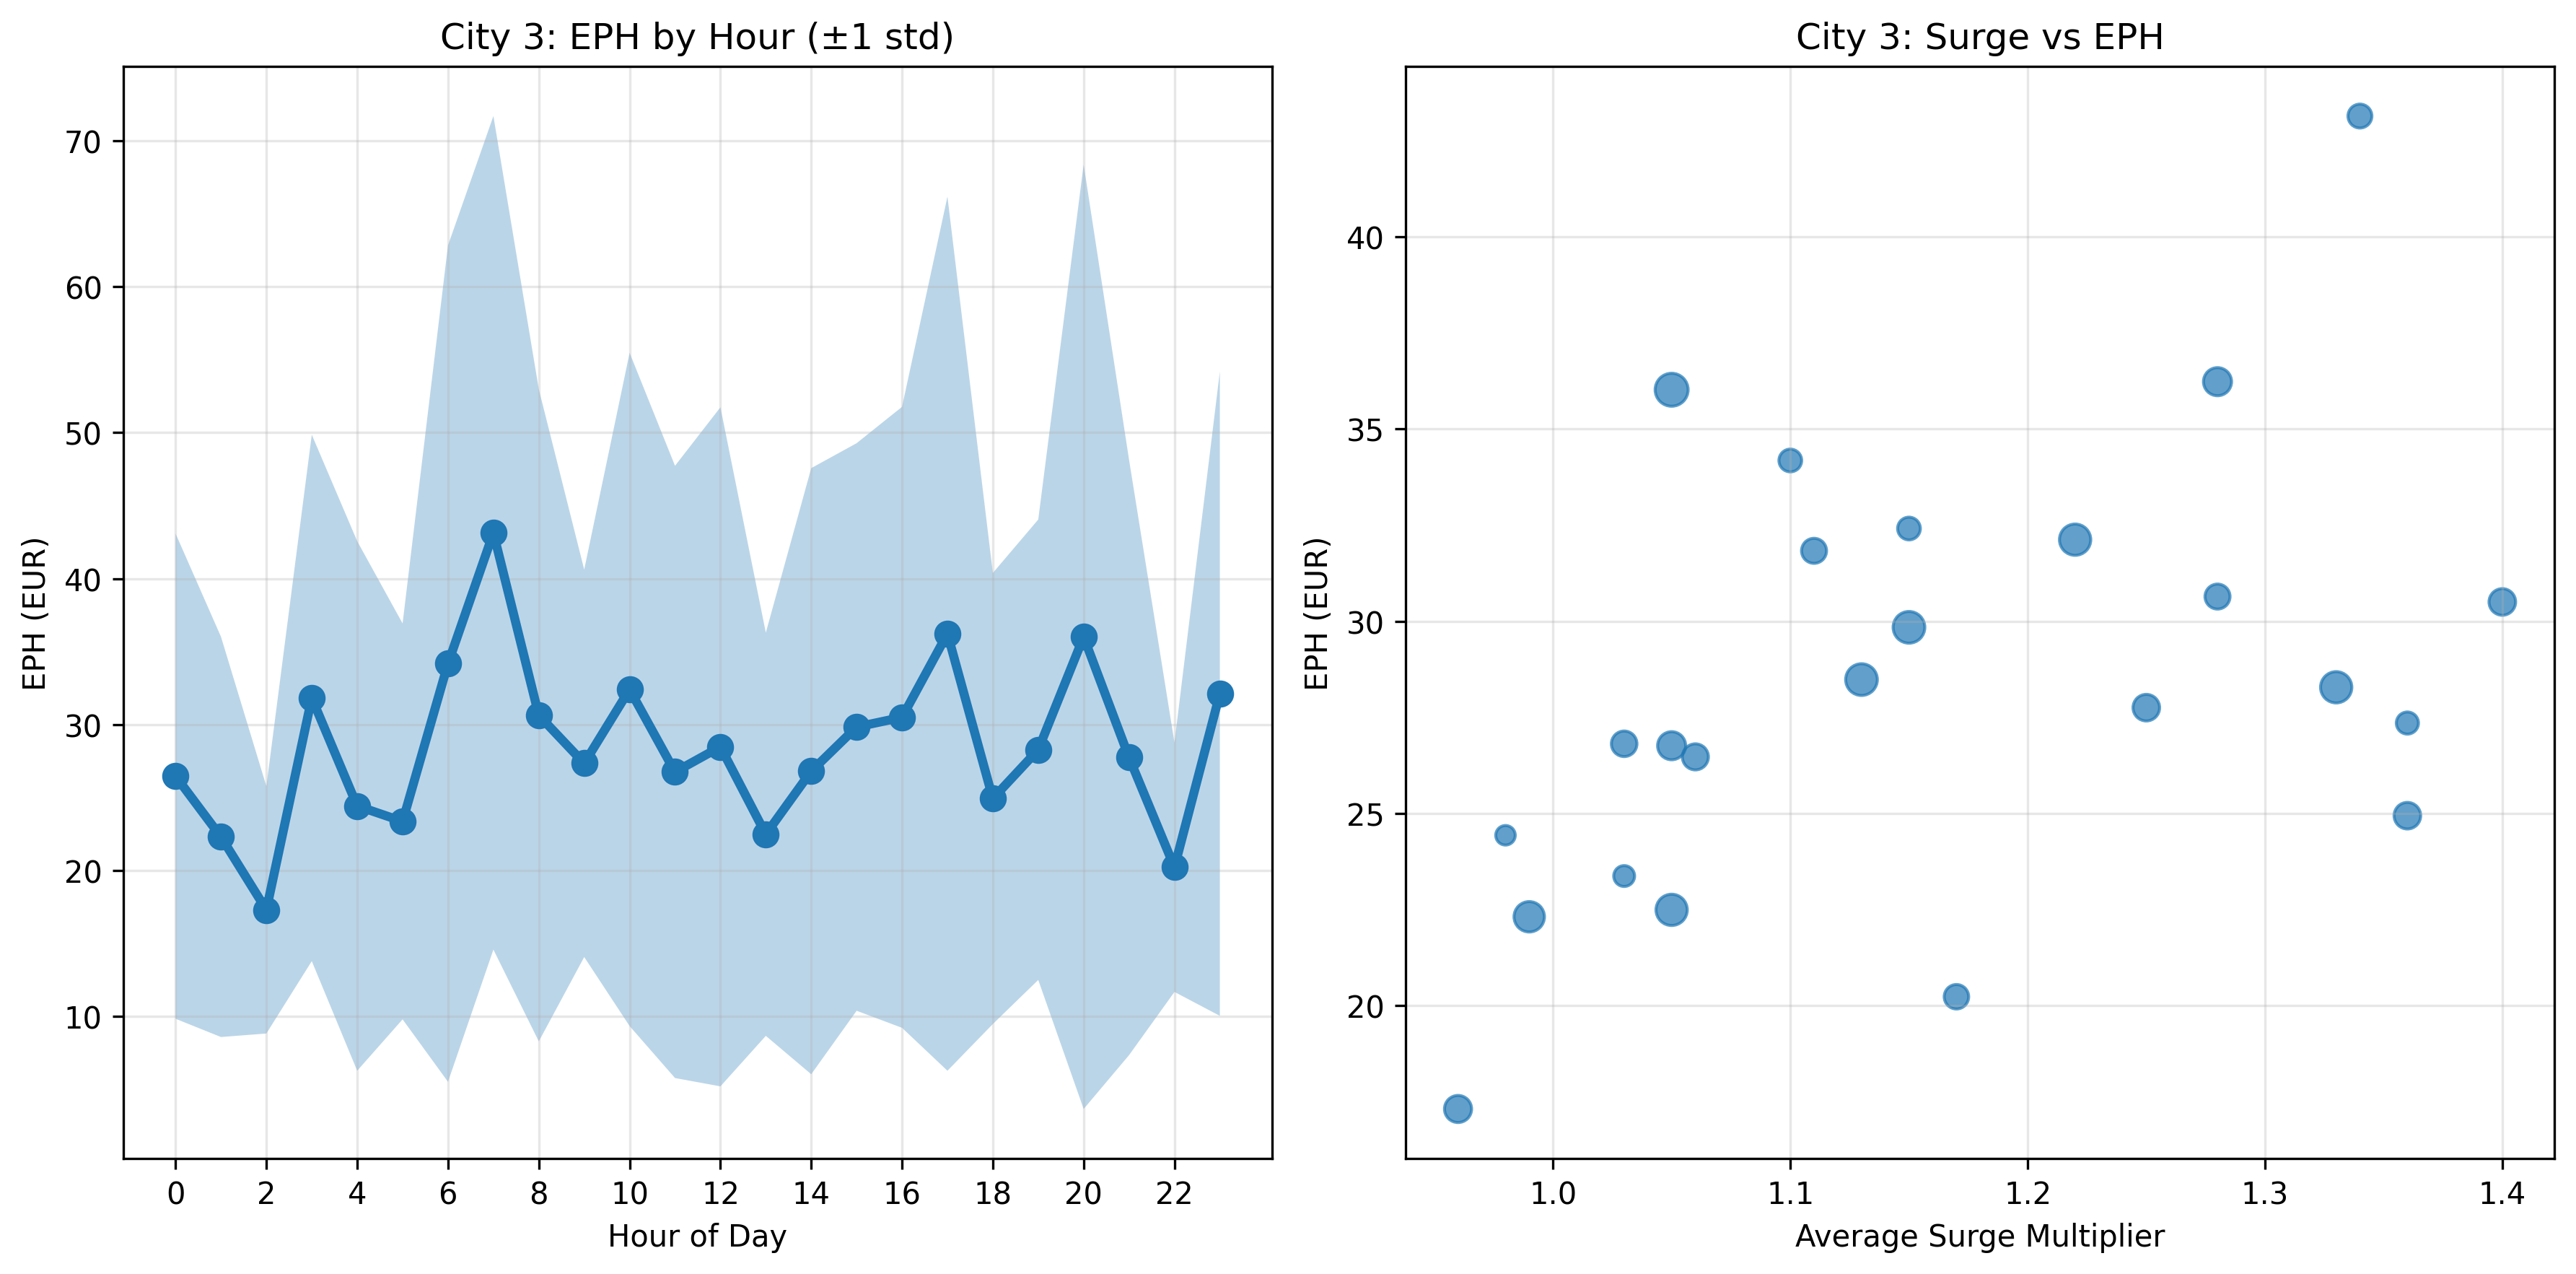 City 3: EPH by Hour (±1 std)
EPH (EUR)
70
60
50
40
30
20
10
0 2 4 6 8 10 12 14 16 18 20 22
Hour of Day
City 3: Surge vs EPH
EPH (EUR)
40
35
30
25
20
1.0 1.1 1.2 1.3 1.4
Average Surge Multiplier